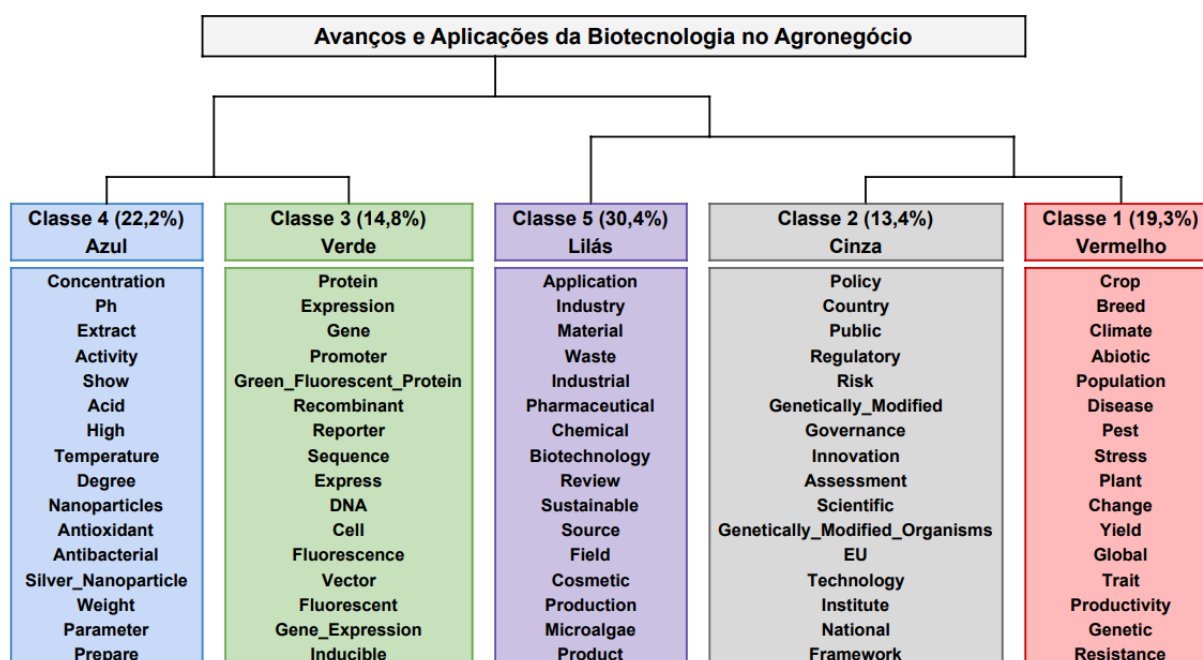 Avanços e Aplicações da Biotecnologia no Agronegócio
Classe 4 (22,2%)
Azul
Concentration
Ph
Extract
Activity
Show
Acid
High
Temperature
Degree
Nanoparticles
Antioxidant
Antibacterial
Silver_Nanoparticle
Weight
Parameter
Prepare
Classe 3 (14,8%)
Verde
Protein
Expression
Gene
Promoter
Green_Fluorescent_Protein
Recombinant
Reporter
Sequence
Express
DNA
Cell
Fluorescence
Vector
Fluorescent
Gene_Expression
Inducible
Classe 5 (30,4%)
Lilás
Application
Industry
Material
Waste
Industrial
Pharmaceutical
Chemical
Biotechnology
Review
Sustainable
Source
Field
Cosmetic
Production
Microalgae
Product
Classe 2 (13,4%)
Cinza
Policy
Country
Public
Regulatory
Risk
Genetically_Modified
Governance
Innovation
Assessment
Scientific
Genetically_Modified_Organisms
EU
Technology
Institute
National
Framework
Classe 1 (19,3%)
Vermelho
Crop
Breed
Climate
Abiotic
Population
Disease
Pest
Stress
Plant
Change
Yield
Global
Trait
Productivity
Genetic
Resistance